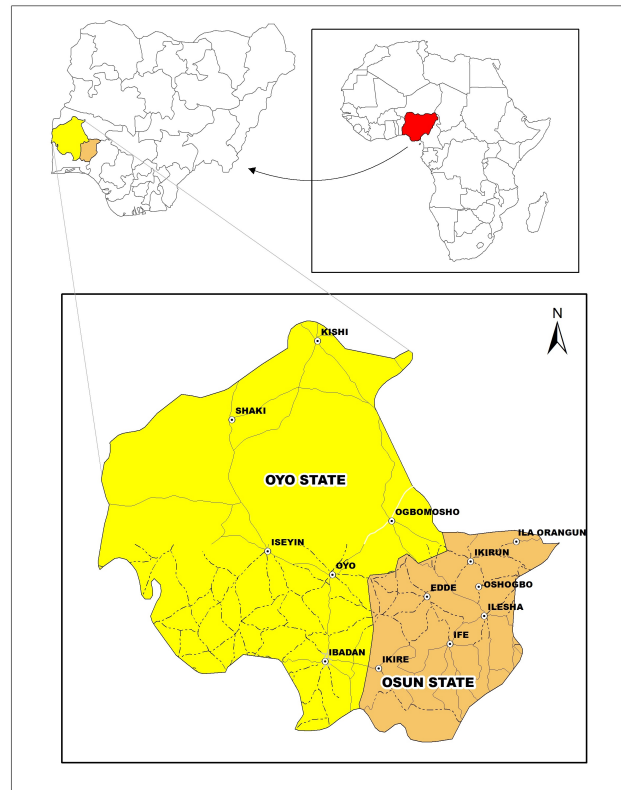 N
KISHI
SHAKI
OYO STATE
OGBOMOSHO
ILA ORANGUN
ISEYIN
IKIRUN
OYO
OSHOGBO
EDDE
ILESHA
IFE
IBADAN
IKIRE
OSUN STATE